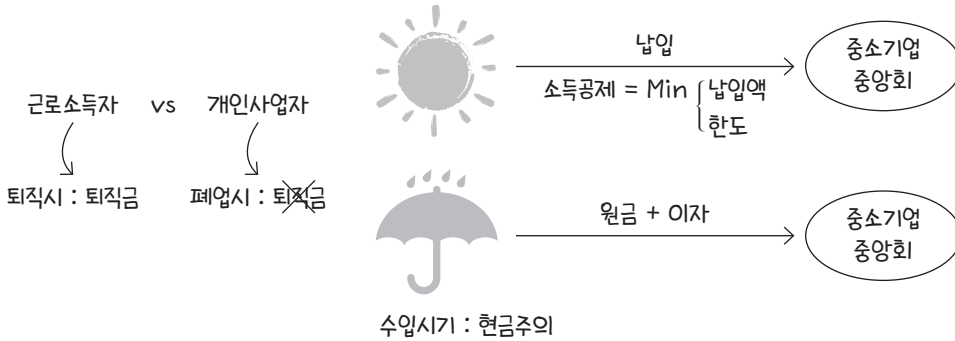 근로소득자 vs 개인사업자
퇴직시 : 퇴직금
폐업시 : 퇴직금
납입
소득공제 = Min { 납입액
한도
중소기업
중앙회
원금 + 이자
중소기업
중앙회
수입시기 : 현금주의